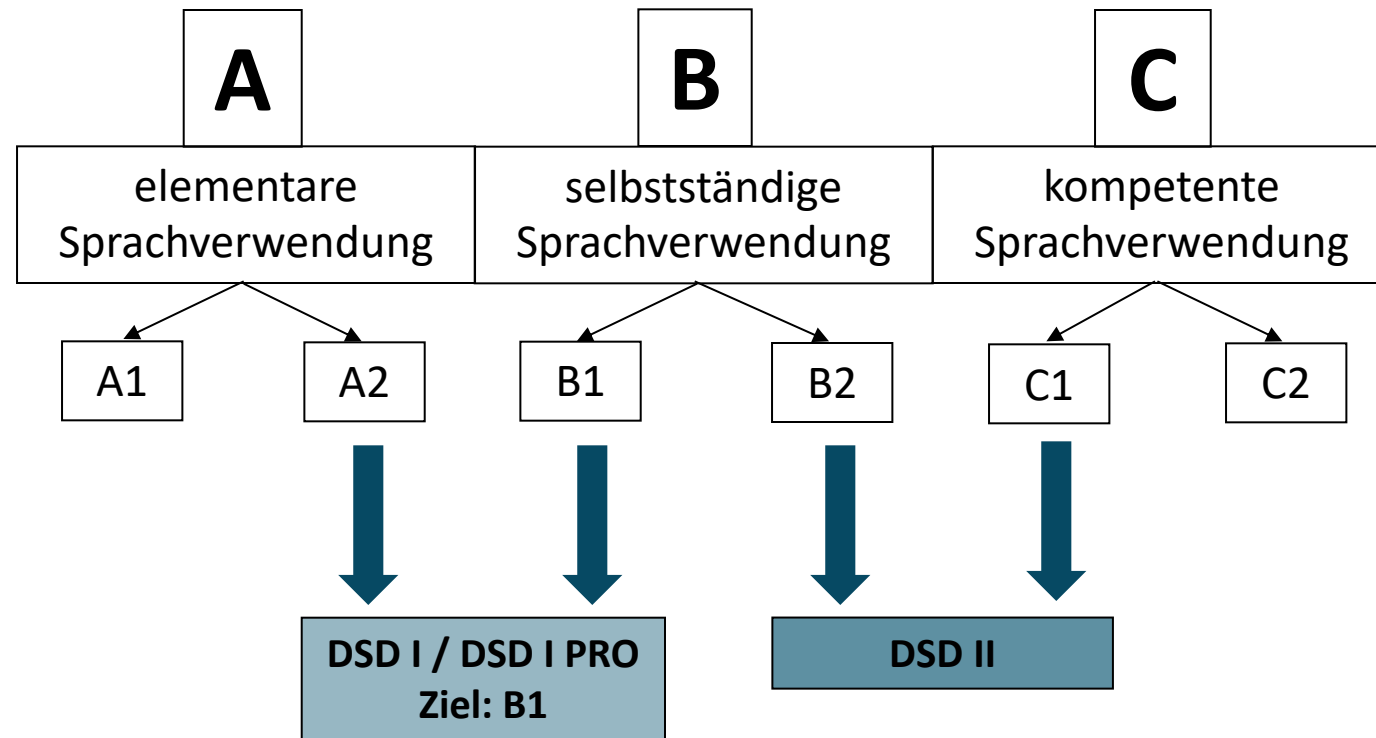 A
B
C
elementare
Sprachverwendung
selbstständige
Sprachverwendung
kompetente
Sprachverwendung
A1
A2
B1
B2
C1
C2
DSD I / DSD I PRO
Ziel: B1
DSD II